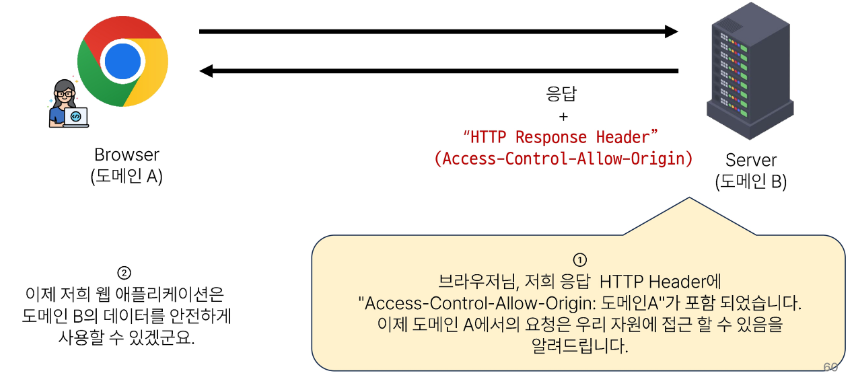 응답
+
“HTTP Response Header”
(Access-Control-Allow-Origin)
Browser
(도메인 A)
Server
(도메인 B)
①
브라우저님, 저희 응답 HTTP Header에
"Access-Control-Allow-Origin: 도메인A"가 포함 되었습니다.
이제 도메인 A에서의 요청은 우리 자원에 접근 할 수 있음을
알려드립니다.
②
이제 저희 웹 애플리케이션은
도메인 B의 데이터를 안전하게
사용할 수 있겠군요.
60